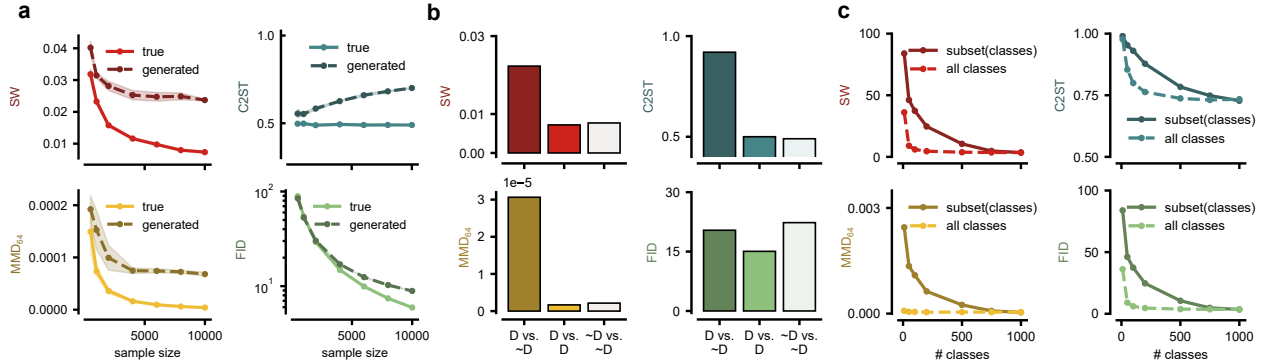 a
b
c
0.04
0.03
0.02
0.01
SW
true
generated
1.0
0.5
C2ST
true
generated
5000
10000
0.03
0.01
0.00
SW
1.0
0.5
C2ST
100
50
0
SW
subset(classes)
all classes
1.00
0.75
0.50
C2ST
subset(classes)
all classes
0
500
1000
0.0002
0.0001
0.0000
MMD64
true
generated
5000
10000
sample size
10²
10¹
FID
true
generated
5000
10000
sample size
1e−5
3
2
1
0
MMD64
D vs. ~D
D vs. D
~D vs. ~D
30
15
0
FID
D vs. ~D
D vs. D
~D vs. ~D
0.003
0.000
MMD64
subset(classes)
all classes
0
500
1000
# classes
100
50
0
FID
subset(classes)
all classes
0
500
1000
# classes